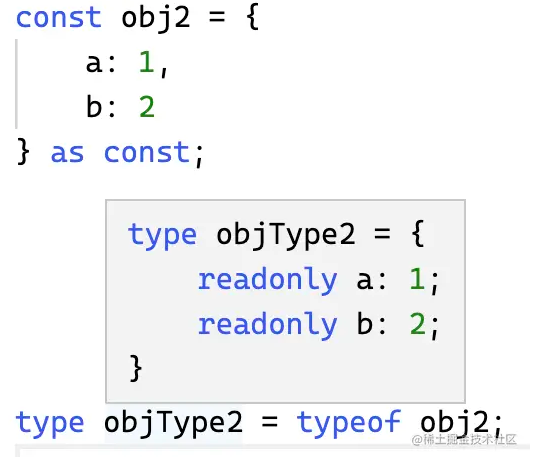 const obj2 = {
    a: 1,
    b: 2
} as const;
type objType2 = {
    readonly a: 1;
    readonly b: 2;
}
type objType2 = typeof obj2;
@稀土掘金技术社区